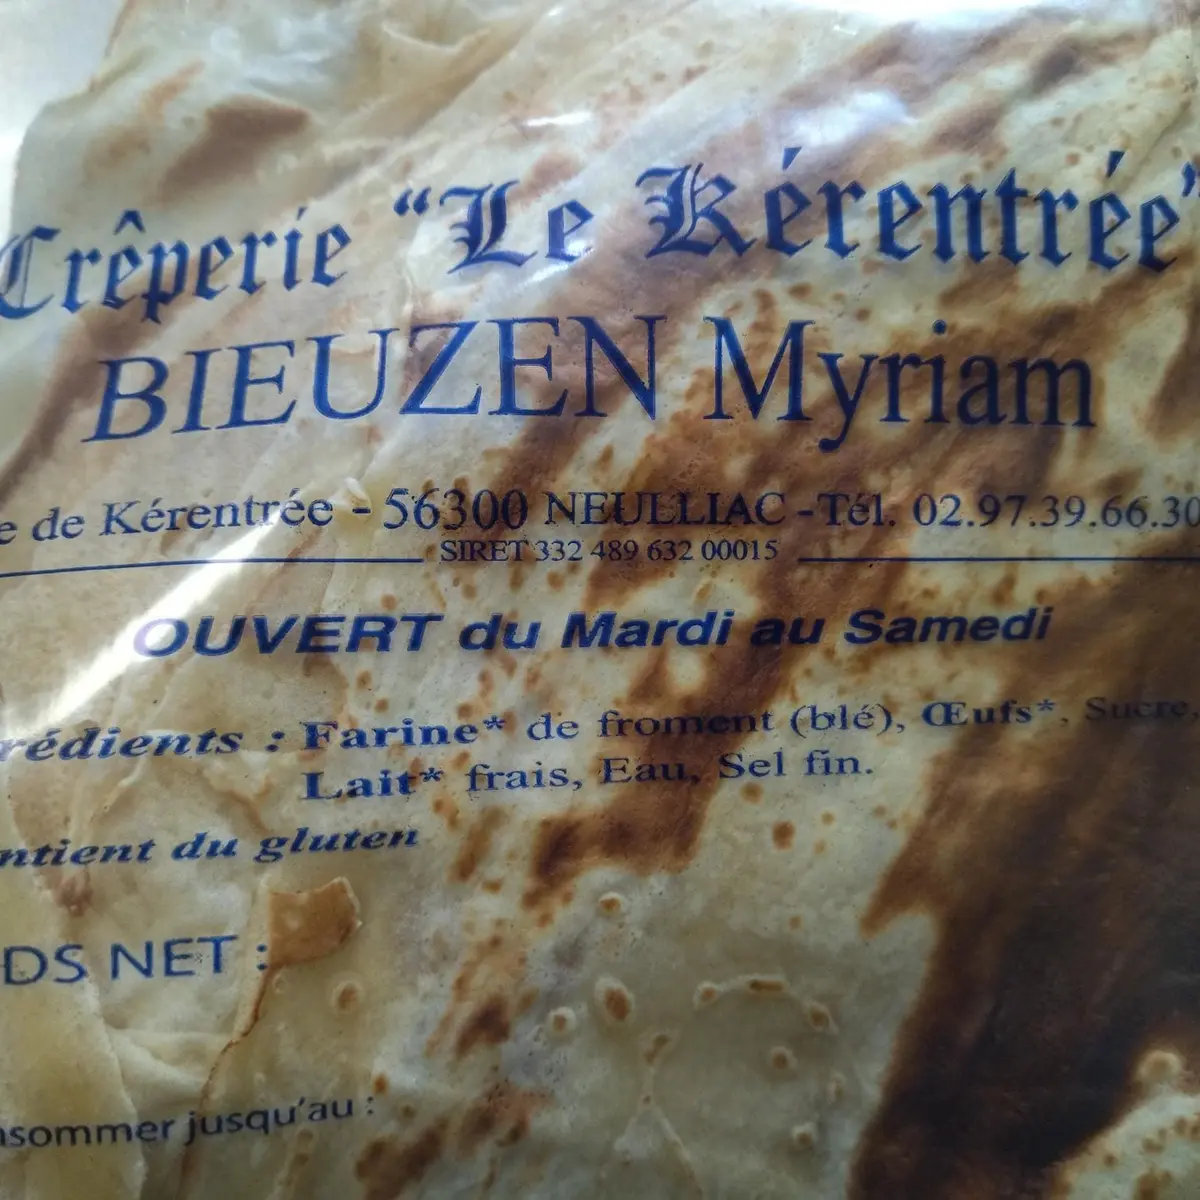 Crêperie "Le Kérentrée"
BIEUZEN Myriam
e de Kérentrée - 56300 NEULLIAC - Tél. 02.97.39.66.30
SIRET 332 489 632 00015
OUVERT du Mardi au Samedi
rédients : Farine* de froment (blé), Œufs*, Sucre,
Lait* frais, Eau, Sel fin.
ntient du gluten
DS NET :
nsommer jusqu'au :